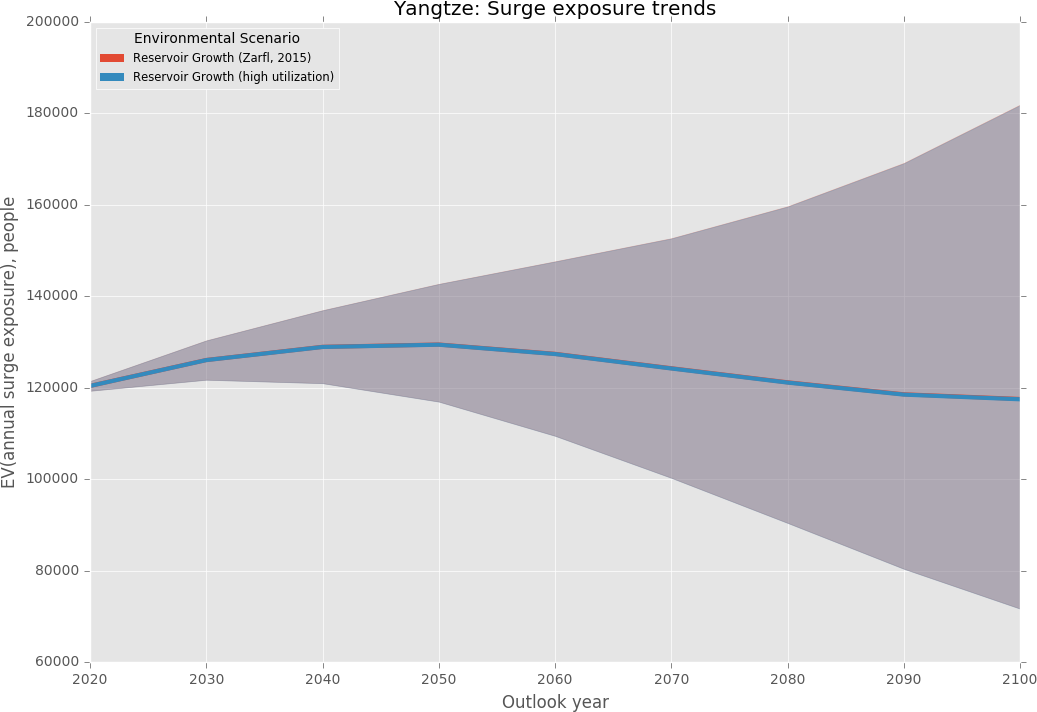 Yangtze: Surge exposure trends
Environmental Scenario
Reservoir Growth (Zarfl, 2015)
Reservoir Growth (high utilization)
EV(annual surge exposure), people
200000
180000
160000
140000
120000
100000
80000
60000
2020 2030 2040 2050 2060 2070 2080 2090 2100
Outlook year